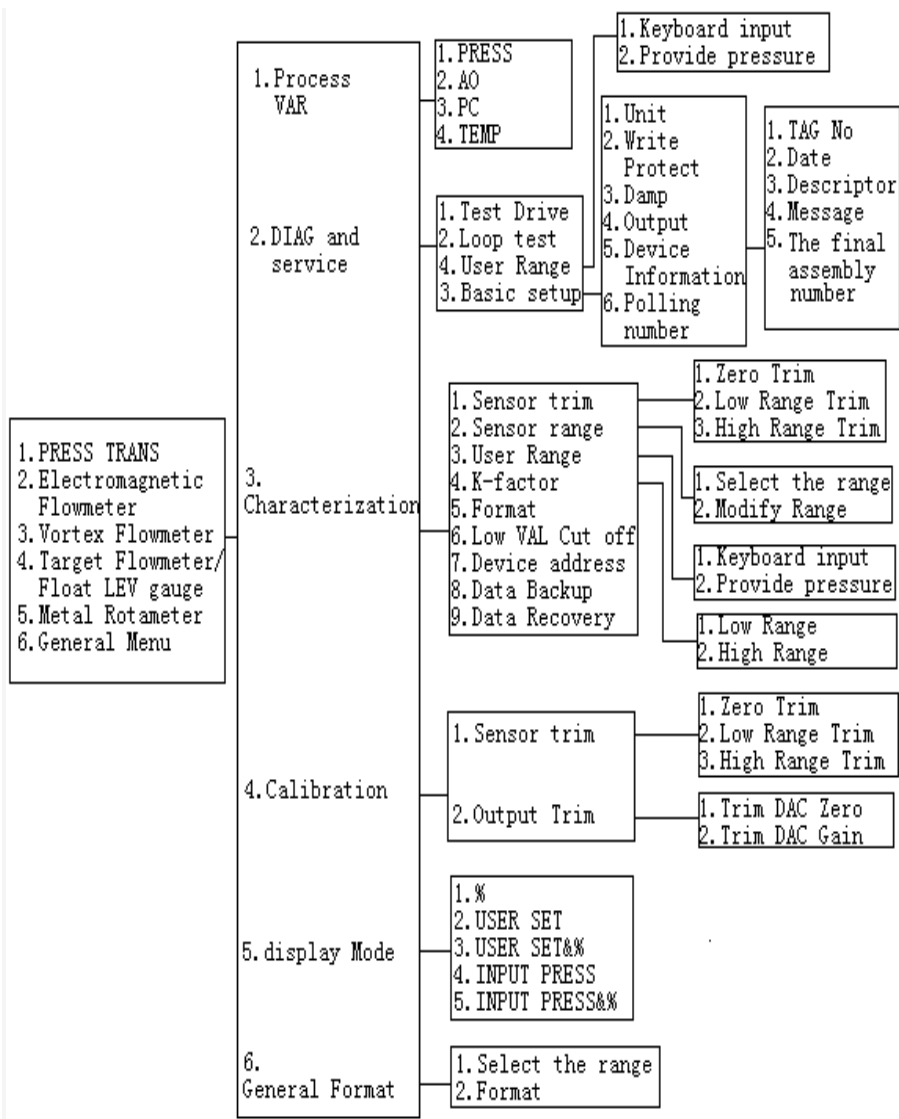 1.PRESS TRANS
2.Electromagnetic
Flowmeter
3.Vortex Flowmeter
4.Target Flowmeter/
Float LEV gauge
5.Metal Rotameter
6.General Menu
1.Process
VAR
2.DIAG and
service
3.
Characterization
4.Calibration
5.display Mode
6.
General Format
1.PRESS
2.AO
3.PC
4.TEMP
1.Test Drive
2.Loop test
4.User Range
3.Basic setup
1.Keyboard input
2.Provide pressure
1.Unit
2.Write
Protect
3.Damp
4.Output
5.Device
Information
6.Polling
number
1.TAG No
2.Date
3.Descriptor
4.Message
5.The final
assembly
number
1.Sensor trim
2.Sensor range
3.User Range
4.K-factor
5.Format
6.Low VAL Cut off
7.Device address
8.Data Backup
9.Data Recovery
1.Zero Trim
2.Low Range Trim
3.High Range Trim
1.Select the range
2.Modify Range
1.Keyboard input
2.Provide pressure
1.Low Range
2.High Range
1.Sensor trim
2.Output Trim
1.Zero Trim
2.Low Range Trim
3.High Range Trim
1.Trim DAC Zero
2.Trim DAC Gain
1.%
2.USER SET
3.USER SET&%
4.INPUT PRESS
5.INPUT PRESS&%
1.Select the range
2.Format